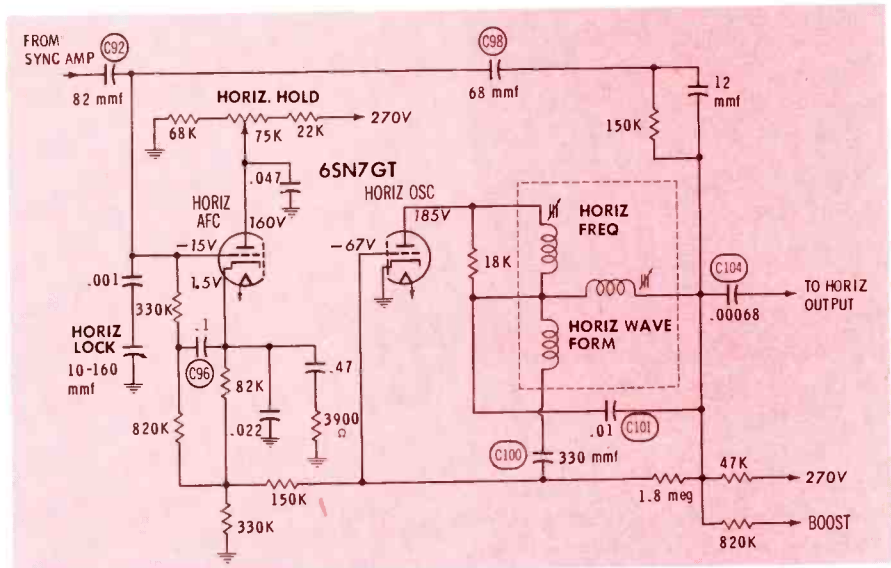 FROM
SYNC AMP
C92
82 mmf
C98
68 mmf
12
mmf
150K
HORIZ. HOLD
68K
75K
22K
270V
.047
6SN7GT
HORIZ
AFC
160V
HORIZ OSC
185V
-15V
-67V
1.5V
.001
330K
HORIZ
LOCK
10-160
mmf
.1
C96
82K
.47
3900
Ω
820K
.022
18K
HORIZ
FREQ
HORIZ WAVE
FORM
C104
.00068
TO HORIZ
OUTPUT
.01
C101
C100
330 mmf
150K
330K
1.8 meg
47K
270V
820K
BOOST